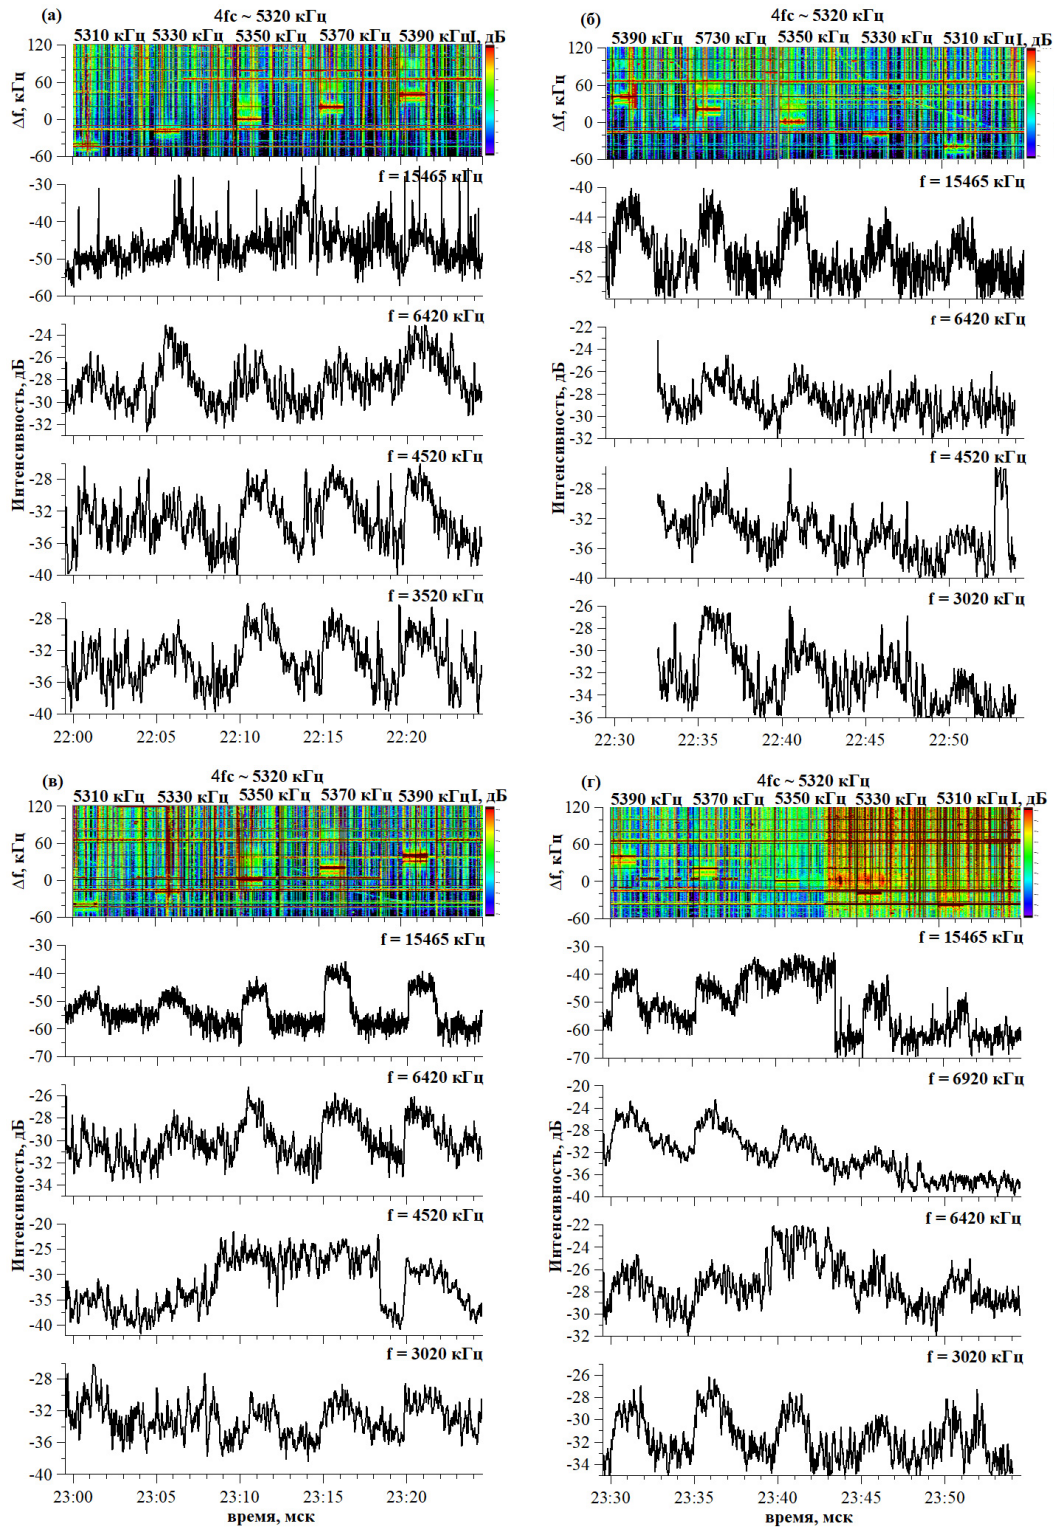 (а)
4fc ~ 5320 кГц
5310 кГц 5330 кГц 5350 кГц 5370 кГц 5390 кГц I, дБ
Δf, кГц
120
60
0
-60
f = 15465 кГц
-30
-40
-50
-60
f = 6420 кГц
-24
-26
-28
-30
-32
Интенсивность, дБ
f = 4520 кГц
-28
-32
-36
-40
f = 3520 кГц
-28
-32
-36
-40
22:00 22:05 22:10 22:15 22:20
(б)
4fc ~ 5320 кГц
5390 кГц 5730 кГц 5350 кГц 5330 кГц 5310 кГц I, дБ
Δf, кГц
120
60
0
-60
f = 15465 кГц
-40
-44
-48
-52
f = 6420 кГц
-22
-24
-26
-28
-30
-32
Интенсивность, дБ
f = 4520 кГц
-28
-32
-36
-40
f = 3020 кГц
-26
-28
-30
-32
-34
-36
22:30 22:35 22:40 22:45 22:50
(в)
4fc ~ 5320 кГц
5310 кГц 5330 кГц 5350 кГц 5370 кГц 5390 кГц I, дБ
Δf, кГц
120
60
0
-60
f = 15465 кГц
-30
-40
-50
-60
-70
f = 6420 кГц
-26
-28
-30
-32
-34
Интенсивность, дБ
f = 4520 кГц
-20
-25
-30
-35
-40
f = 3020 кГц
-28
-32
-36
-40
23:00 23:05 23:10 23:15 23:20
время, мск
(г)
4fc ~ 5320 кГц
5390 кГц 5370 кГц 5350 кГц 5330 кГц 5310 кГц I, дБ
Δf, кГц
120
60
0
-60
f = 15465 кГц
-30
-40
-50
-60
-70
f = 6920 кГц
-20
-24
-28
-32
-36
-40
Интенсивность, дБ
f = 6420 кГц
-22
-24
-26
-28
-30
-32
f = 3020 кГц
-24
-26
-28
-30
-32
-34
23:30 23:35 23:40 23:45 23:50
время, мск